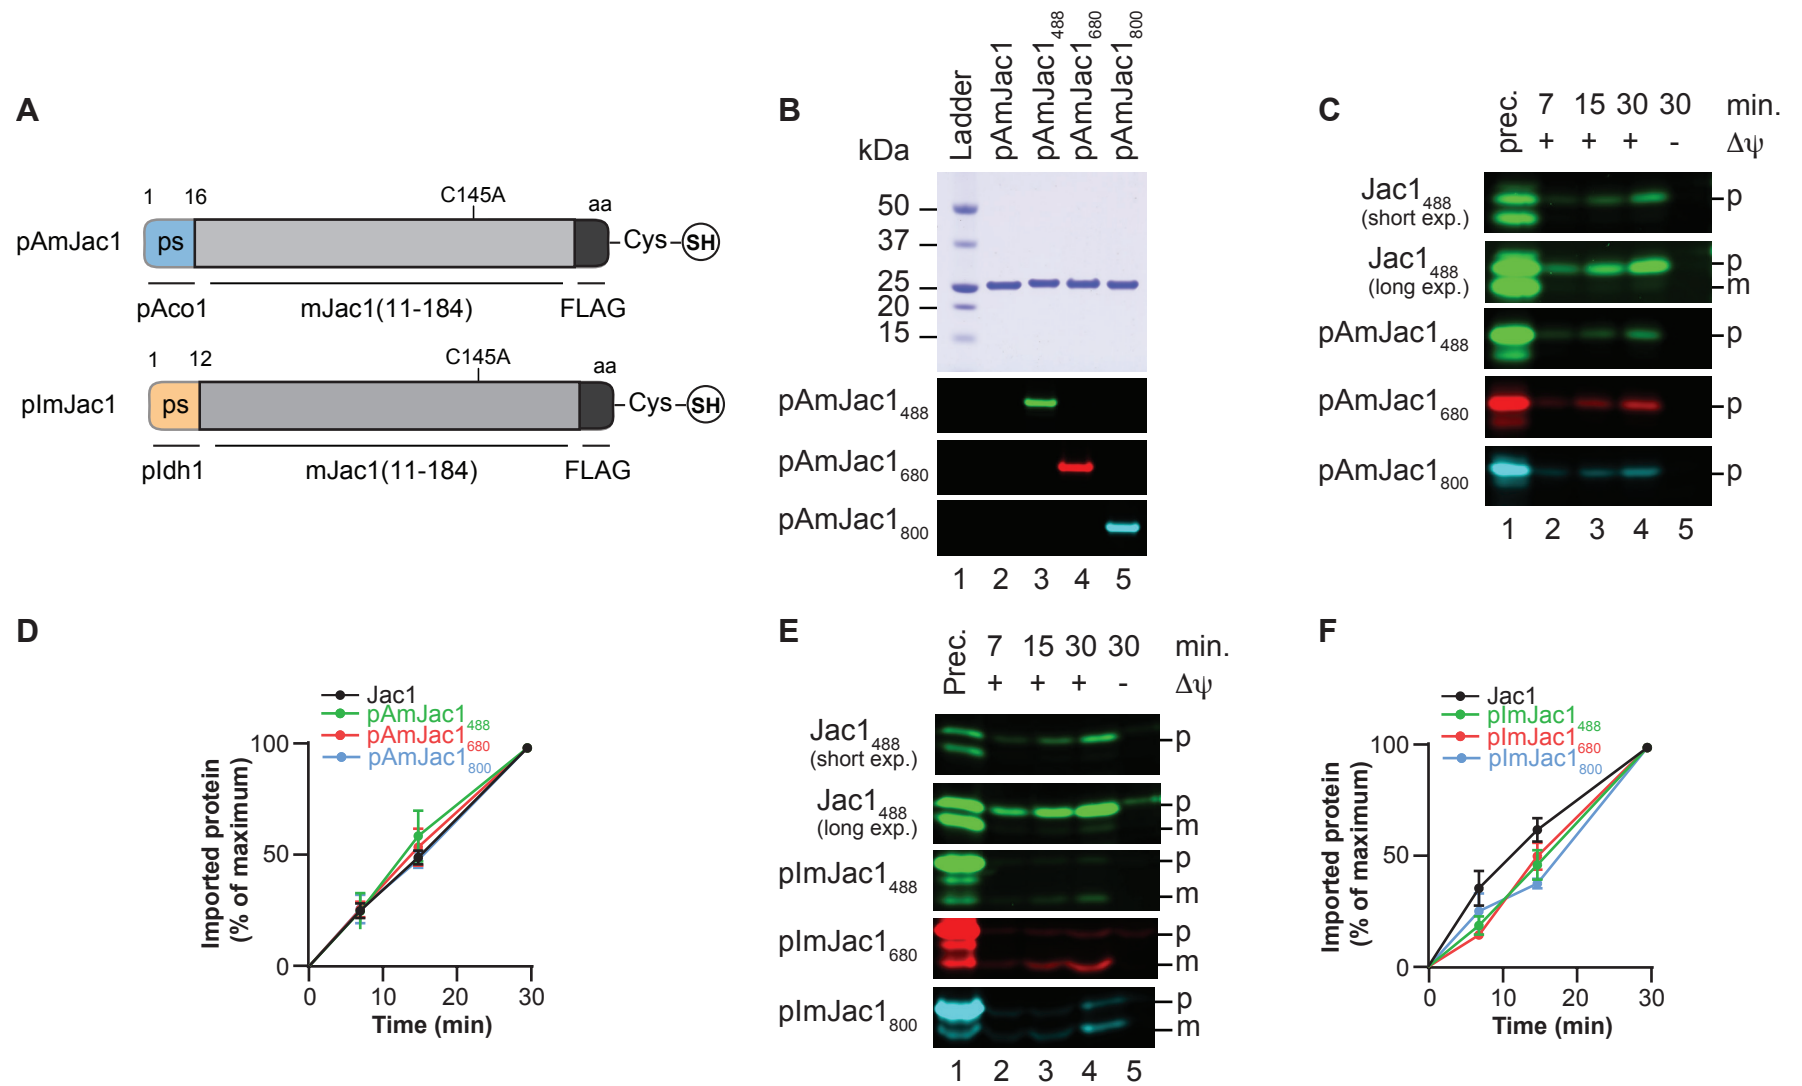 A
1 16 C145A aa
pAmJac1 ps Cys SH
pAco1 mJac1(11-184) FLAG
1 12 C145A aa
pImJac1 ps Cys SH
pIdh1 mJac1(11-184) FLAG
B
kDa Ladder pAmJac1 pAmJac1488 pAmJac1680 pAmJac1800
50
37
25
20
15
pAmJac1488
pAmJac1680
pAmJac1800
1 2 3 4 5
C
prec. 7 15 30 30 min.
+ + + - Δψ
Jac1488 p
(short exp.)
Jac1488 p
(long exp.) m
pAmJac1488 p
pAmJac1680 p
pAmJac1800 p
1 2 3 4 5
D
Jac1
pAmJac1488
pAmJac1680
pAmJac1800
Imported protein
(% of maximum)
100
50
0
0 10 20 30
Time (min)
E
Prec. 7 15 30 30 min.
+ + + - Δψ
Jac1488 p
(short exp.)
Jac1488 p
(long exp.) m
pImJac1488 p
m
pImJac1680 p
m
pImJac1800 p
m
1 2 3 4 5
F
Jac1
pImJac1488
pImJac1680
pImJac1800
Imported protein
(% of maximum)
100
50
0
0 10 20 30
Time (min)